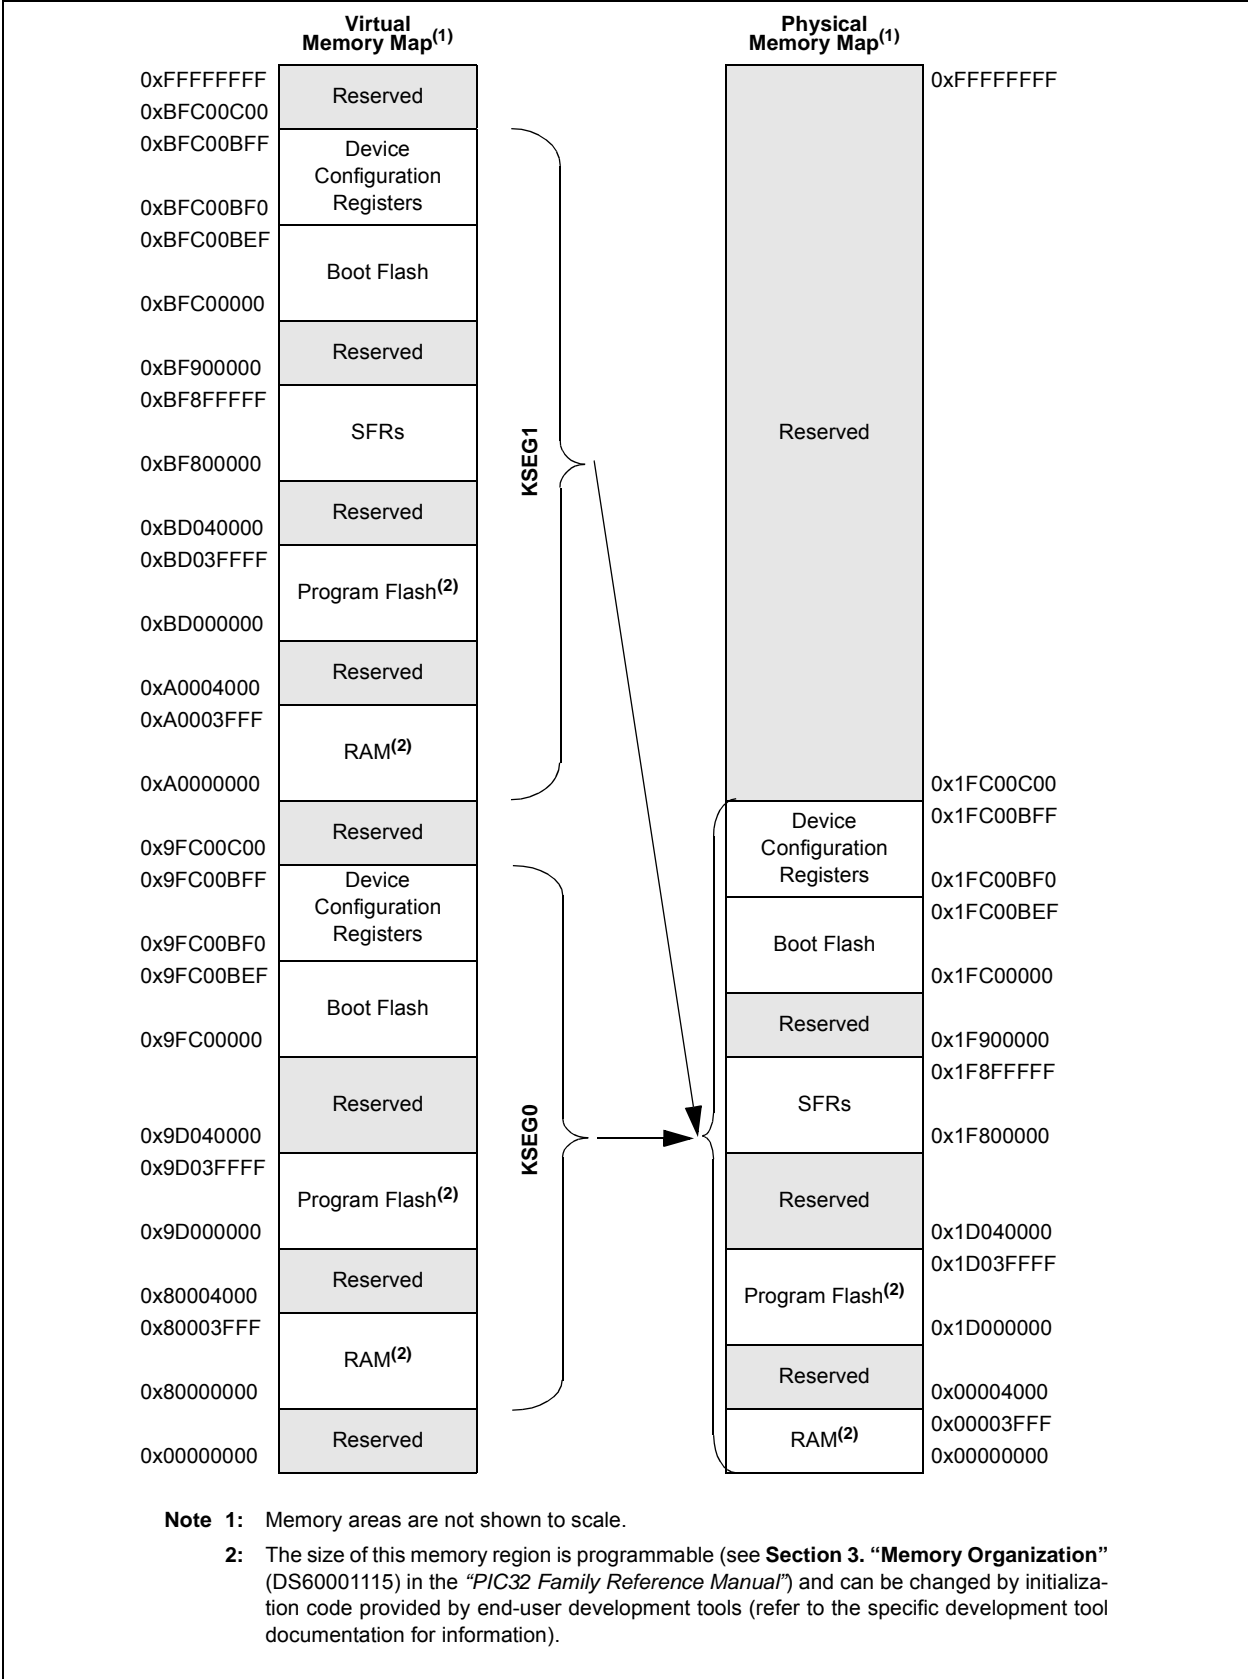 Virtual
Memory Map(1)
Physical
Memory Map(1)
0xFFFFFFFF
Reserved
0xBFC00C00
0xBFC00BFF
Device
Configuration
Registers
0xBFC00BF0
0xBFC00BEF
Boot Flash
0xBFC00000
Reserved
0xBF900000
0xBF8FFFFF
SFRs
0xBF800000
Reserved
0xBD040000
0xBD03FFFF
Program Flash(2)
0xBD000000
Reserved
0xA0004000
0xA0003FFF
RAM(2)
0xA0000000
Reserved
0x9FC00C00
0x9FC00BFF
Device
Configuration
Registers
0x9FC00BF0
0x9FC00BEF
Boot Flash
0x9FC00000
Reserved
0x9D040000
0x9D03FFFF
Program Flash(2)
0x9D000000
Reserved
0x80004000
0x80003FFF
RAM(2)
0x80000000
Reserved
0x00000000
KSEG1
KSEG0
0xFFFFFFFF
Reserved
0x1FC00C00
0x1FC00BFF
Device
Configuration
Registers
0x1FC00BF0
0x1FC00BEF
Boot Flash
0x1FC00000
Reserved
0x1F900000
0x1F8FFFFF
SFRs
0x1F800000
Reserved
0x1D040000
0x1D03FFFF
Program Flash(2)
0x1D000000
Reserved
0x00004000
0x00003FFF
RAM(2)
0x00000000
Note 1: Memory areas are not shown to scale.
2: The size of this memory region is programmable (see Section 3. “Memory Organization”
(DS60001115) in the “PIC32 Family Reference Manual”) and can be changed by initializa-
tion code provided by end-user development tools (refer to the specific development tool
documentation for information).